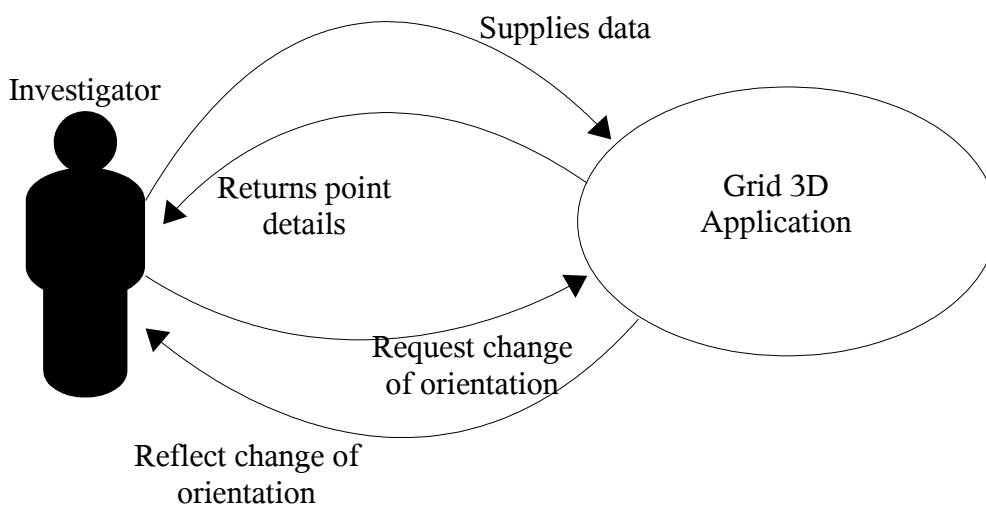 Supplies data
Investigator
Returns point
details
Grid 3D
Application
Request change
of orientation
Reflect change of
orientation